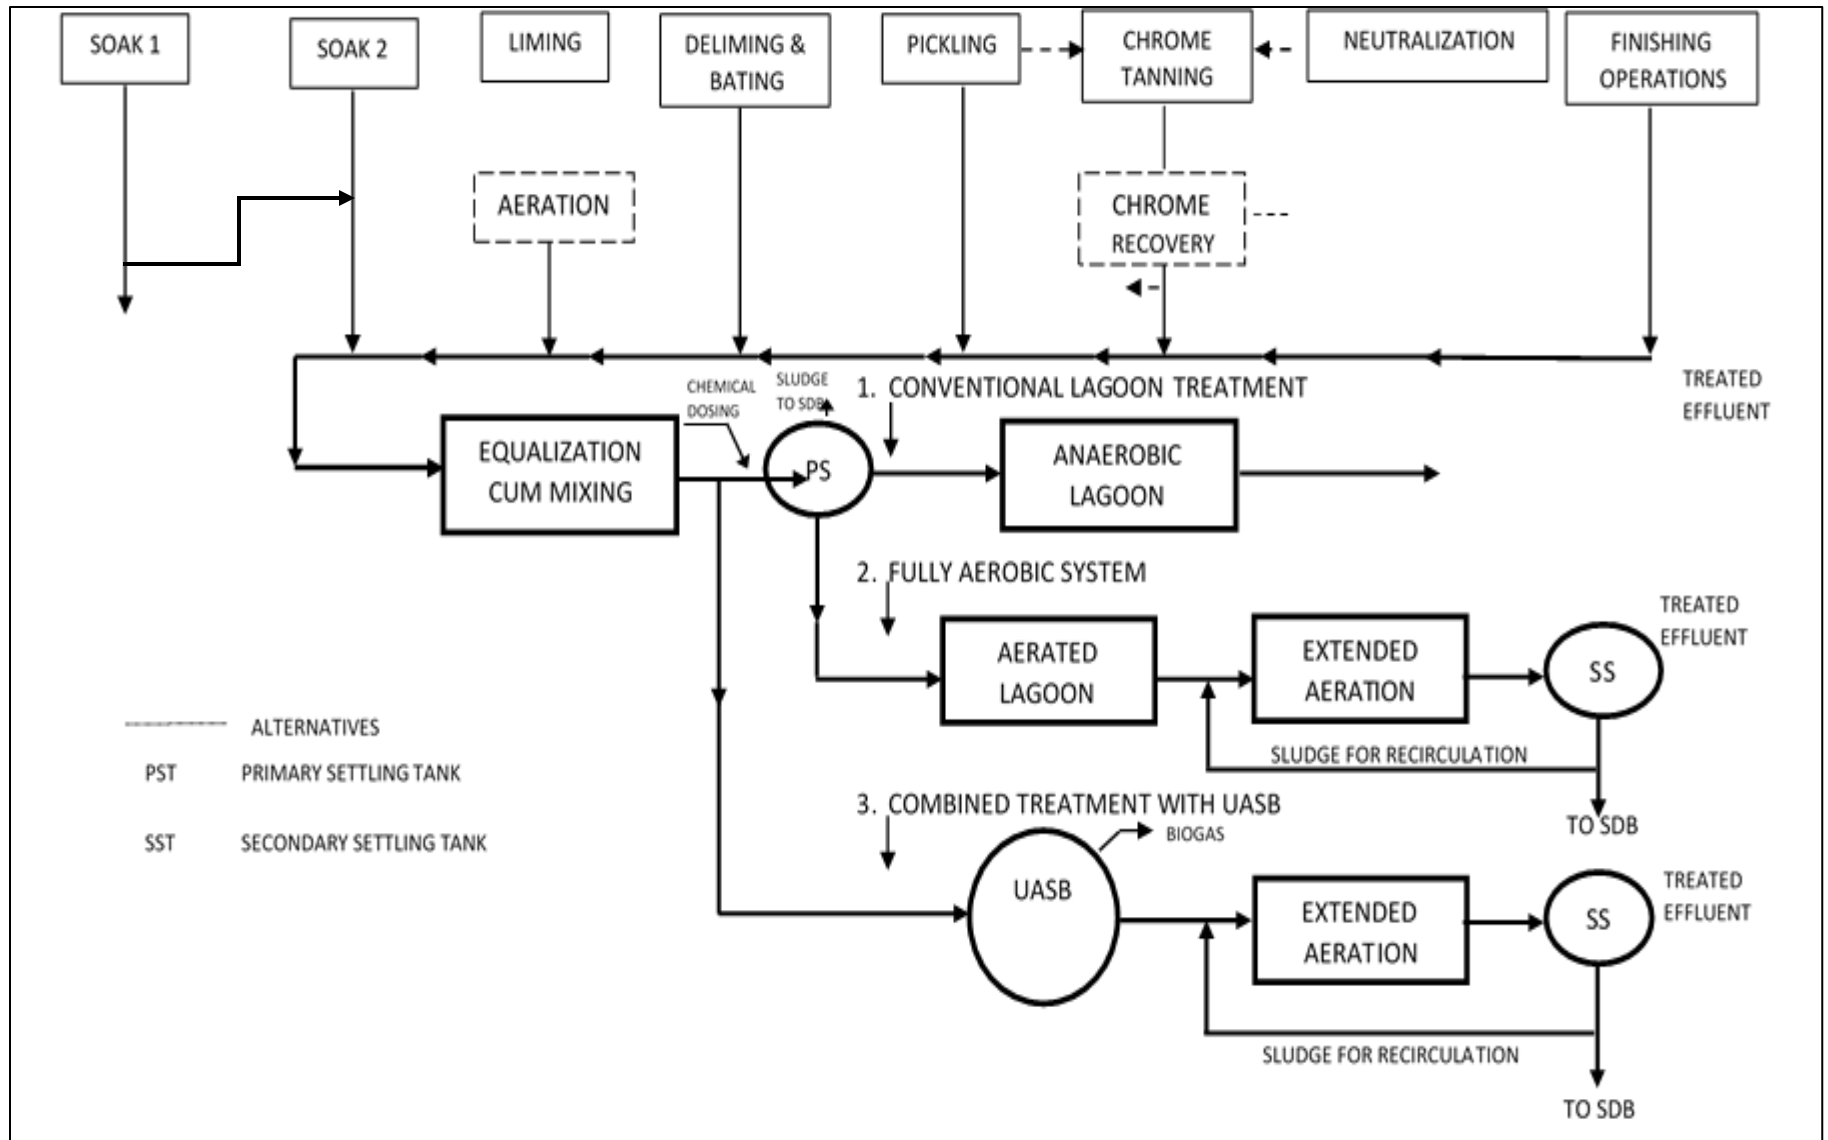 SOAK 1
SOAK 2
LIMING
DELIMING &
BATING
PICKLING
CHROME
TANNING
NEUTRALIZATION
FINISHING
OPERATIONS
AERATION
CHROME
RECOVERY
CHEMICAL
DOSING
SLUDGE
TO SDB
1. CONVENTIONAL LAGOON TREATMENT
TREATED
EFFLUENT
EQUALIZATION
CUM MIXING
PS
ANAEROBIC
LAGOON
2. FULLY AEROBIC SYSTEM
AERATED
LAGOON
EXTENDED
AERATION
SS
TREATED
EFFLUENT
SLUDGE FOR RECIRCULATION
TO SDB
ALTERNATIVES
PST PRIMARY SETTLING TANK
SST SECONDARY SETTLING TANK
3. COMBINED TREATMENT WITH UASB
BIOGAS
UASB
EXTENDED
AERATION
SS
TREATED
EFFLUENT
SLUDGE FOR RECIRCULATION
TO SDB